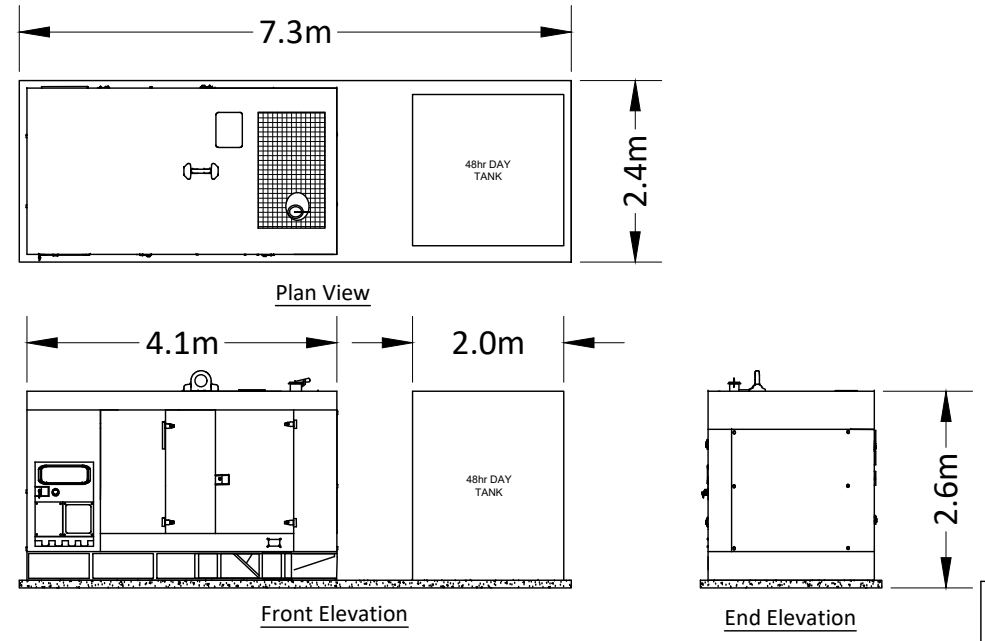 7.3m
48hr DAY
TANK
2.4m
Plan View
4.1m
2.0m
48hr DAY
TANK
2.6m
Front Elevation
End Elevation